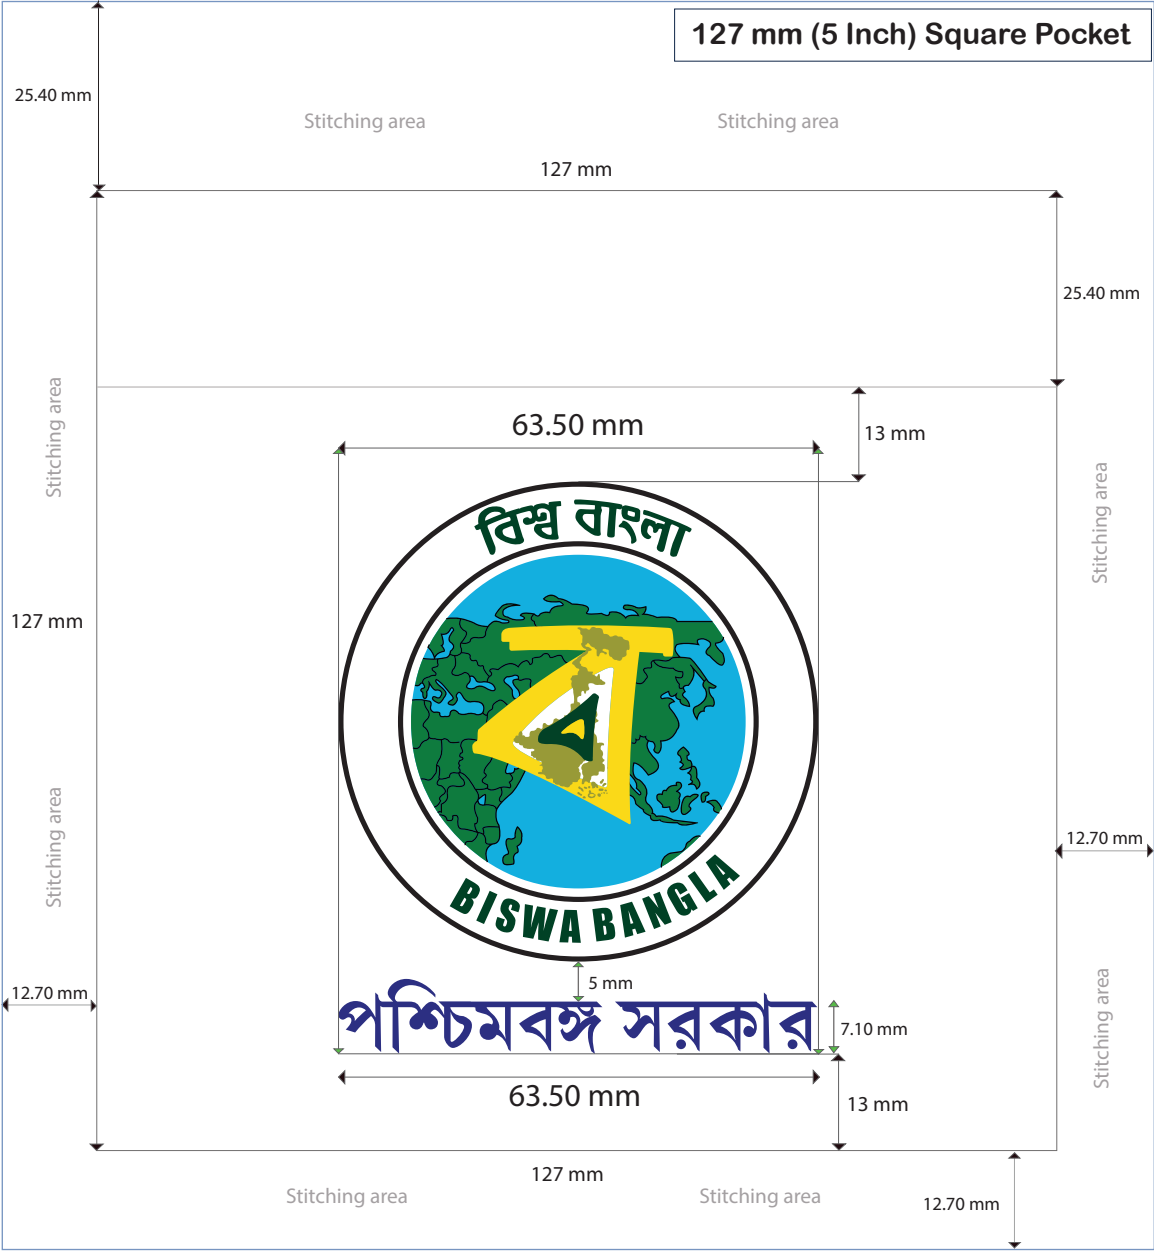 127 mm (5 Inch) Square Pocket
25.40 mm
Stitching area
Stitching area
127 mm
25.40 mm
Stitching area
63.50 mm
13 mm
Stitching area
বিশ্ব বাংলা
ব
127 mm
ব
Stitching area
12.70 mm
BISWA BANGLA
5 mm
12.70 mm
পশ্চিমবঙ্গ সরকার
7.10 mm
Stitching area
63.50 mm
13 mm
127 mm
Stitching area
Stitching area
12.70 mm